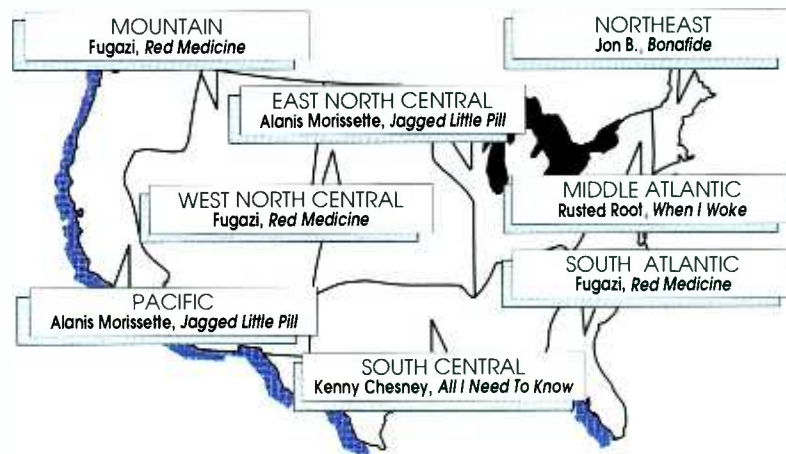 MOUNTAIN
Fugazi, Red Medicine
NORTHEAST
Jon B., Bonafide
EAST NORTH CENTRAL
Alanis Morissette, Jagged Little Pill
WEST NORTH CENTRAL
Fugazi, Red Medicine
MIDDLE ATLANTIC
Rusted Root, When I Woke
SOUTH ATLANTIC
Fugazi, Red Medicine
PACIFIC
Alanis Morissette, Jagged Little Pill
SOUTH CENTRAL
Kenny Chesney, All I Need To Know